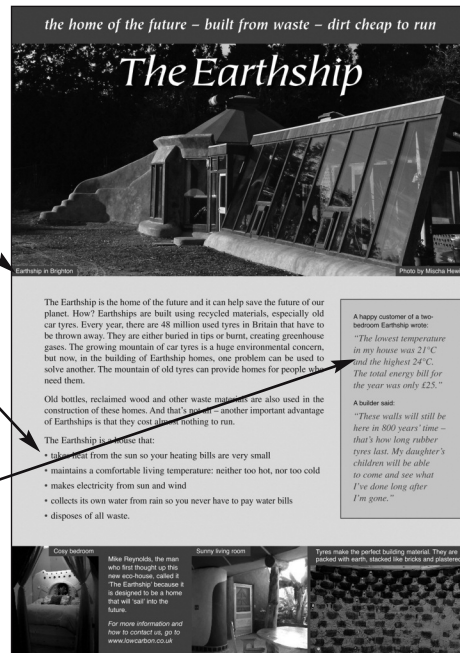 the home of the future – built from waste – dirt cheap to run
The Earthship
Earthship in Brighton
Photo by Mischa Hewi
The Earthship is the home of the future and it can help save the future of our
planet. How? Earthships are built using recycled materials, especially old
car tyres. Every year, there are 48 million used tyres in Britain that have to
be thrown away. They are either buried in tips or burnt, creating greenhouse
gases. The growing mountain of car tyres is a huge environmental concern,
but now, in the building of Earthship homes, one problem can be used to
solve another. The mountain of old tyres can provide homes for people who
need them.
Old bottles, reclaimed wood and other waste materials are also used in the
construction of these homes. And that's not all – another important advantage
of Earthships is that they cost almost nothing to run.
The Earthship is a house that:
• takes heat from the sun so your heating bills are very small
• maintains a comfortable living temperature: neither too hot, nor too cold
• makes electricity from sun and wind
• collects its own water from rain so you never have to pay water bills
• disposes of all waste.
A happy customer of a two-
bedroom Earthship wrote:
"The lowest temperature
in my house was 21°C
and the highest 24°C.
The total energy bill for
the year was only £25."
A builder said:
"These walls will still be
here in 800 years' time –
that's how long rubber
tyres last. My daughter's
children will be able
to come and see what
I've done long after
I'm gone."
Cosy bedroom
Mike Reynolds, the man
who first thought up this
new eco-house, called it
'The Earthship' because it
is designed to be a home
that will 'sail' into the
future.
For more information and
how to contact us, go to
www.lowcarbon.co.uk
Sunny living room
Tyres make the perfect building material. They are
packed with earth, stacked like bricks and plastered